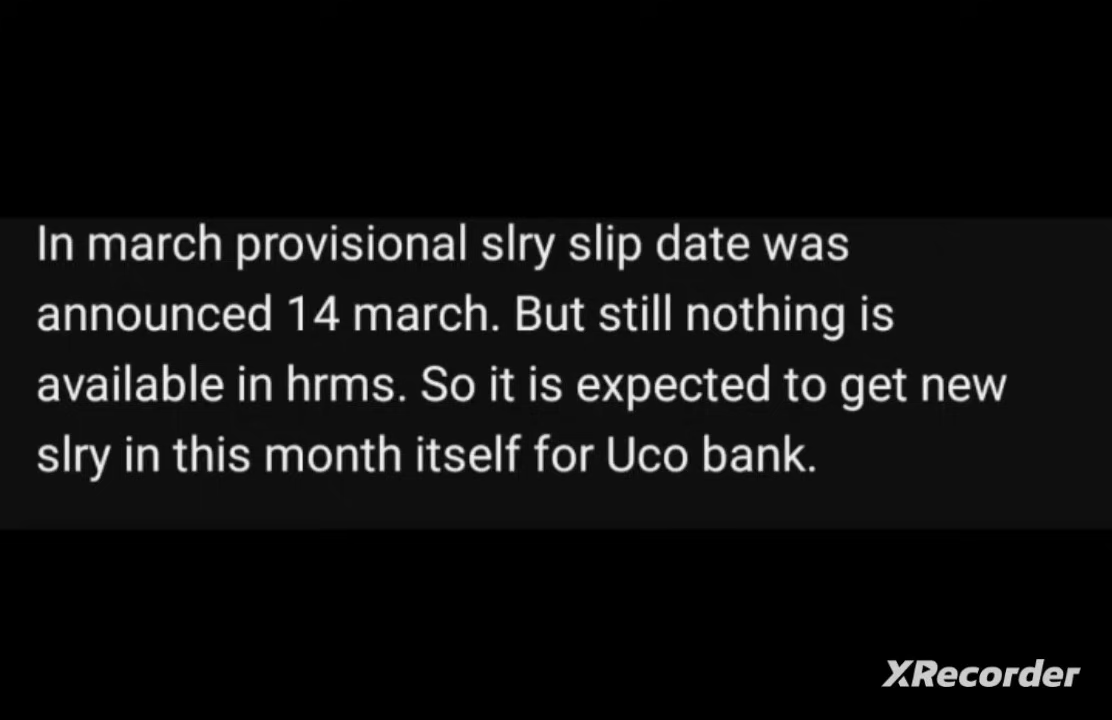 In march provisional slry slip date was
announced 14 march. But still nothing is
available in hrms. So it is expected to get new
slry in this month itself for Uco bank.
XRecorder